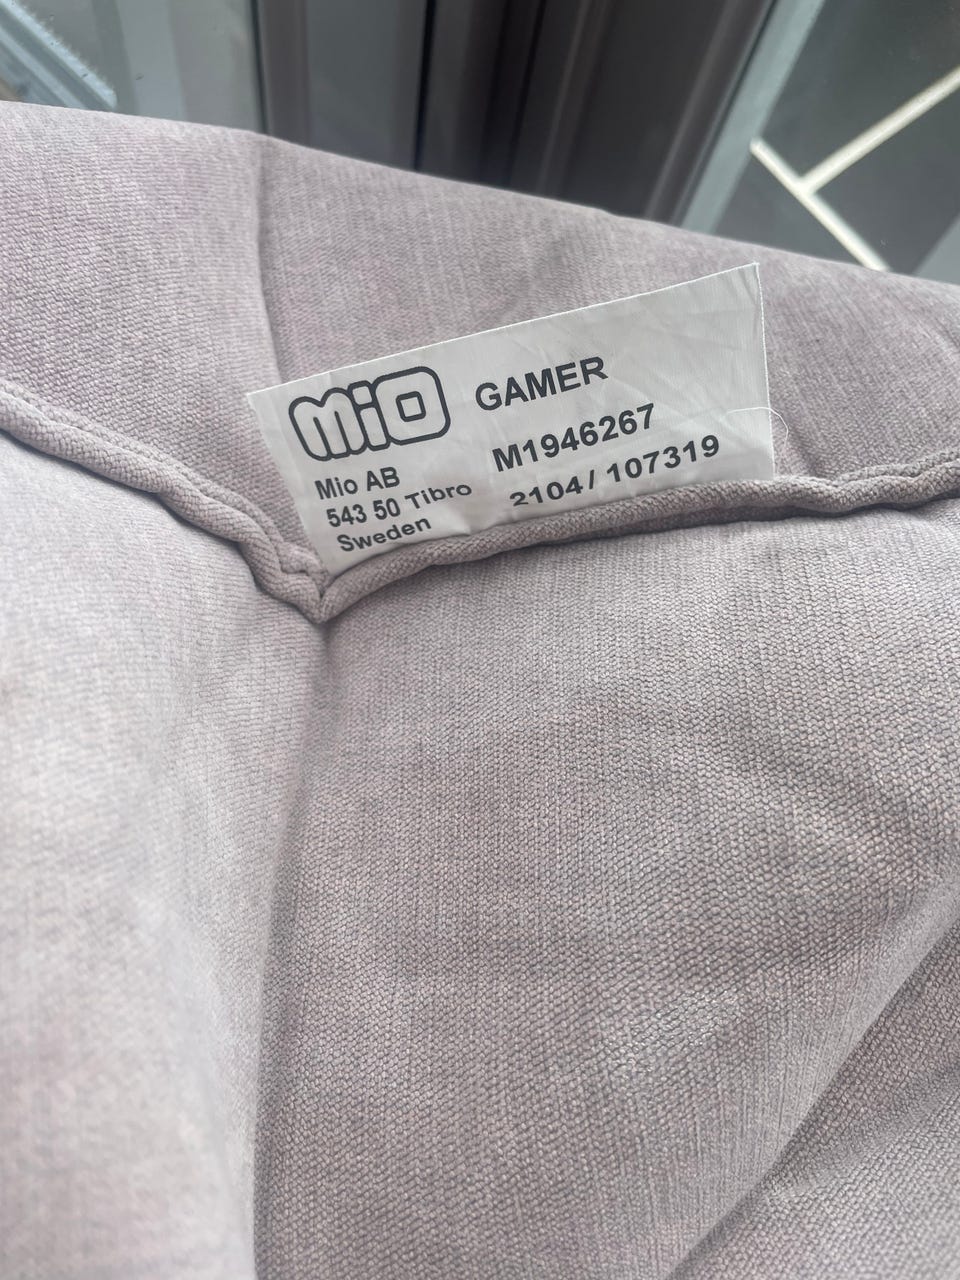 MiO
GAMER
Mio AB
543 50 Tibro
Sweden
M1946267
2104 / 107319